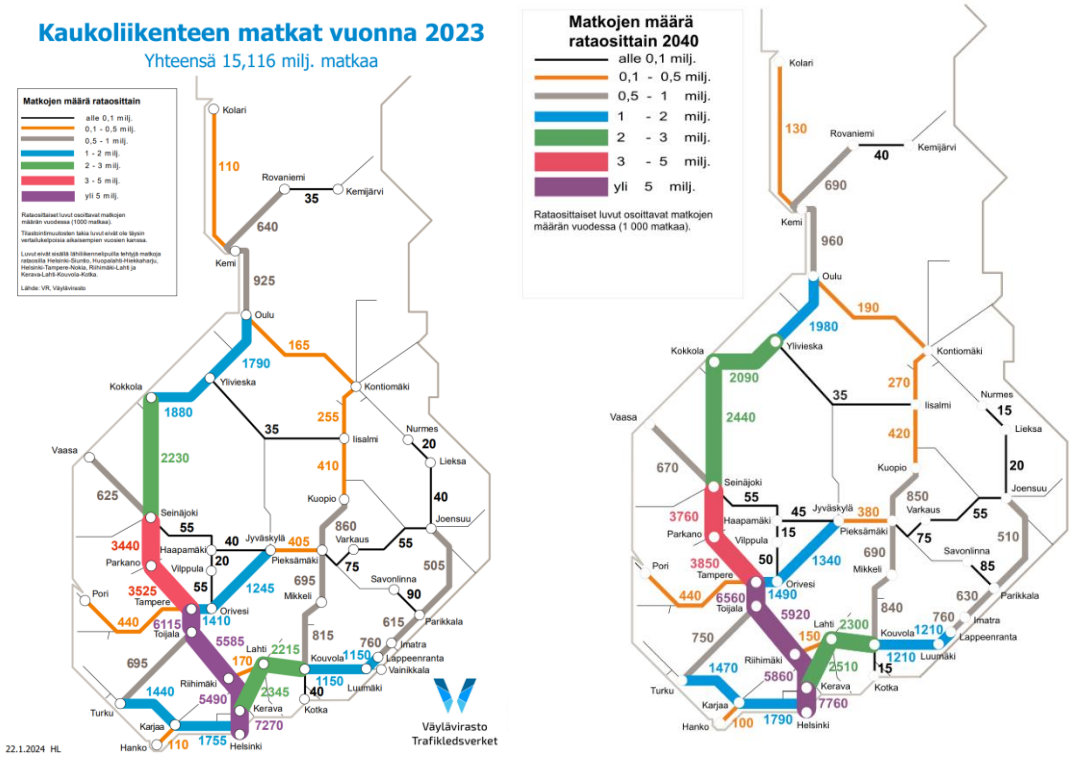 Kaukoliikenteen matkat vuonna 2023
Yhteensä 15,116 milj. matkaa
Matkojen määrä rataosittain
alle 0,1 milj.
0,1 - 0,5 milj.
0,5 - 1 milj.
1 - 2 milj.
2 - 3 milj.
3 - 5 milj.
yli 5 milj.
Rataosittaiset luvut osoittavat matkojen
määrän vuodessa (1000 matkaa).
Tilastointimuutosten takia luvut eivät ole täysin
vertailukelpoisia aikaisempien vuosien kanssa.
Luvut eivät sisällä lähiliikennelipuilla tehtyjä matkoja
rataosilla Helsinki-Siuntio, Huopalahti-Hiekkaharju,
Helsinki-Tampere-Nokia, Riihimäki-Lahti ja
Kerava-Lahti-Kouvola-Kotka.
Lähde: VR, Väylävirasto
Kolari
110
Rovaniemi
Kemijärvi
35
640
Kemi
925
Oulu
165
1790
Kontiomäki
Kokkola
Ylivieska
1880
255
Nurmes
35
Iisalmi
20
Vaasa
2230
Lieksa
410
625
40
Kuopio
Seinäjoki
55
860
Joensuu
Varkaus
3440
Haapamäki
40
Jyväskylä
405
55
Parkano
Vilppula
20
Pieksämäki
75
505
3525
55
1245
695
Savonlinna
Pori
Tampere
Mikkeli
90
Orivesi
1410
Parikkala
440
6115
Toijala
5585
815
615
Lahti
2215
Imatra
760
695
170
Kouvola
1150
Lappeenranta
Vainikkala
Riihimäki
1150
Luumäki
1440
5490
2345
40
Turku
Kerava
Kotka
Karjaa
7270
Hanko
110
1755
Helsinki
Väylävirasto
Trafikledsverket
22.1.2024 HL
Matkojen määrä
rataosittain 2040
alle 0,1 milj.
0,1 - 0,5 milj.
0,5 - 1 milj.
1 - 2 milj.
2 - 3 milj.
3 - 5 milj.
yli 5 milj.
Rataosittaiset luvut osoittavat matkojen
määrän vuodessa (1 000 matkaa).
Kolari
130
Rovaniemi
Kemijärvi
40
690
Kemi
960
Oulu
190
1980
Ylivieska
Kontiomäki
Kokkola
2090
270
Nurmes
35
Iisalmi
15
2440
Lieksa
Vaasa
420
670
Kuopio
20
Seinäjoki
Joensuu
55
850
Jyväskylä
Varkaus
3760
Haapamäki
45
380
55
Parkano
Vilppula
15
Pieksämäki
510
3850
1340
690
Savonlinna
50
Pori
Tampere
Mikkeli
85
Orivesi
1490
Parikkala
440
6560
Toijala
5920
840
630
2300
760
Imatra
750
150
Lahti
Kouvola
1210
Lappeenranta
Riihimäki
1210
Luumäki
2510
15
1470
5860
Turku
Kerava
Kotka
Karjaa
7760
Hanko
100
1790
Helsinki